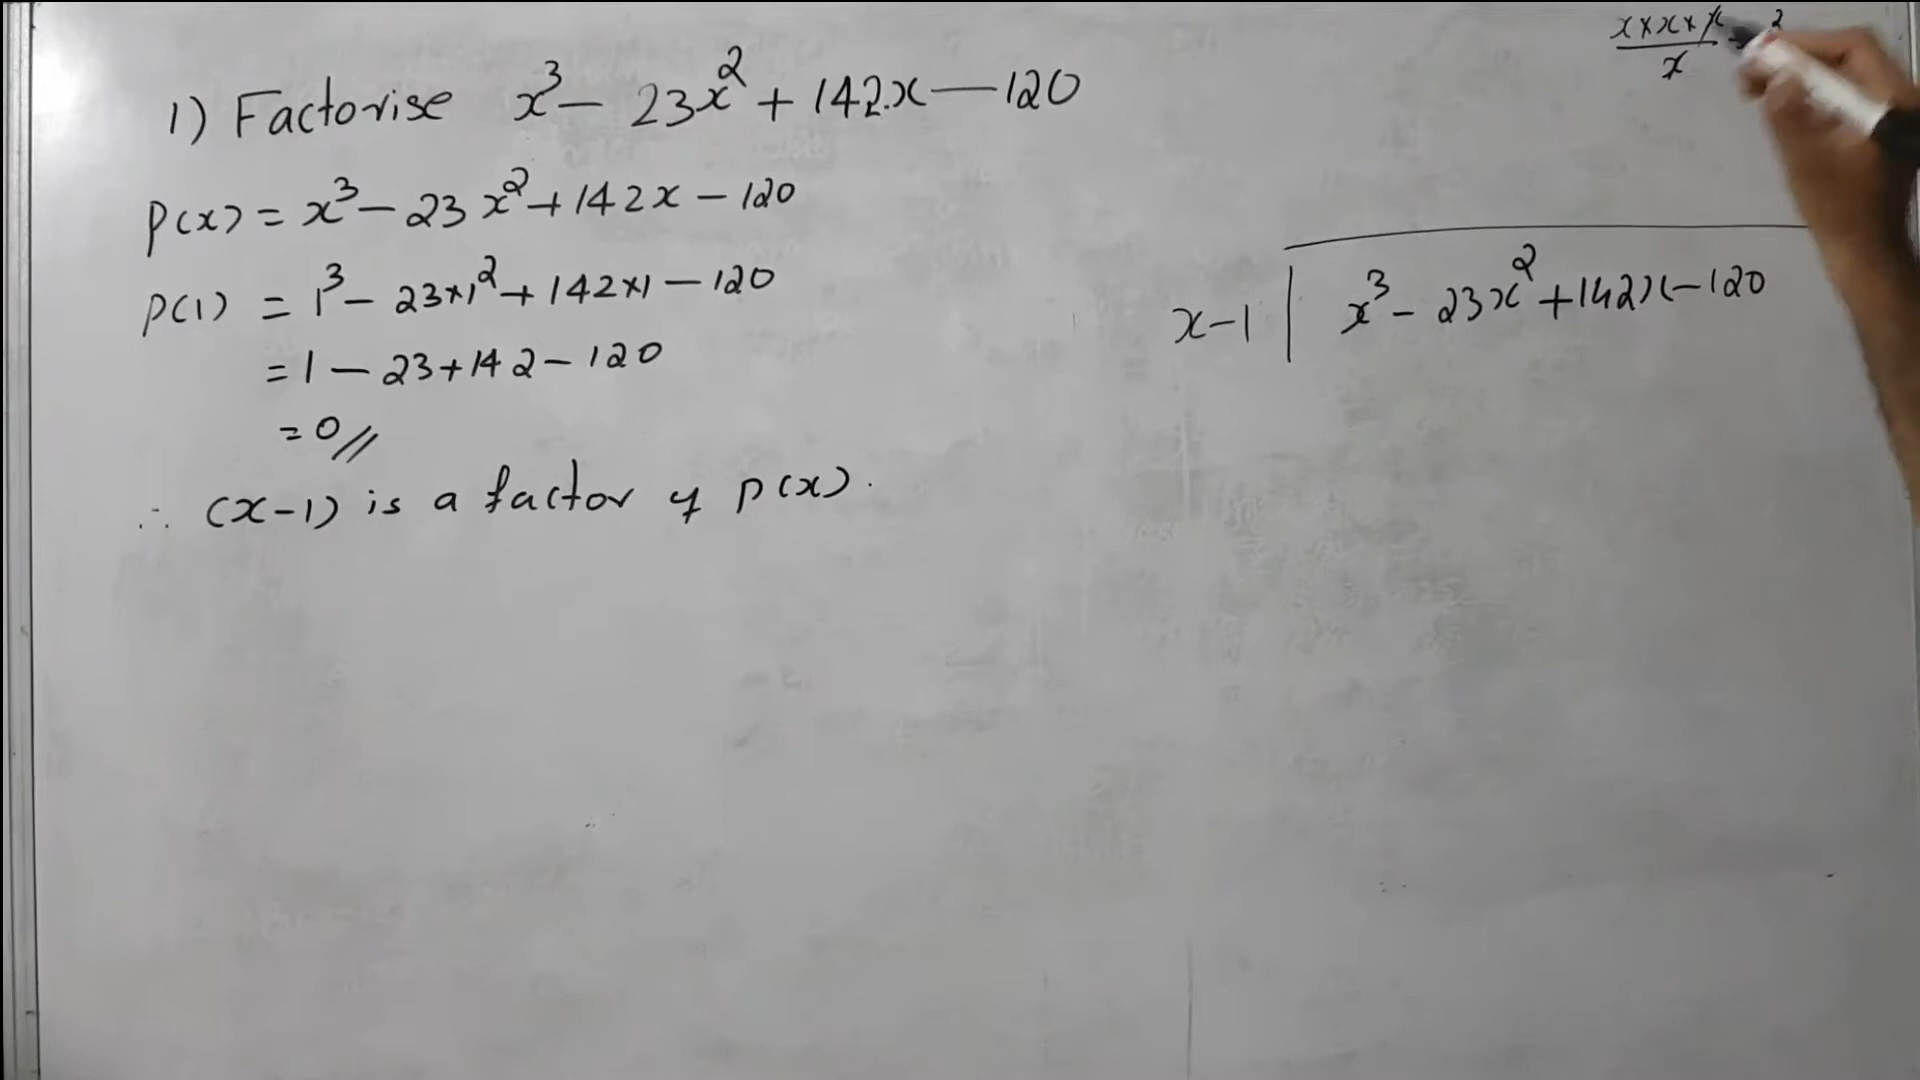 1) Factorise x³ − 23x² + 142x − 120
p(x) = x³ − 23x² + 142x − 120
p(1) = 1³ − 23×1² + 142×1 − 120
= 1 − 23 + 142 − 120
= 0//
∴ (x-1) is a factor of p(x).
x×x×x
x
2
x-1 | x³ − 23x² + 142x − 120